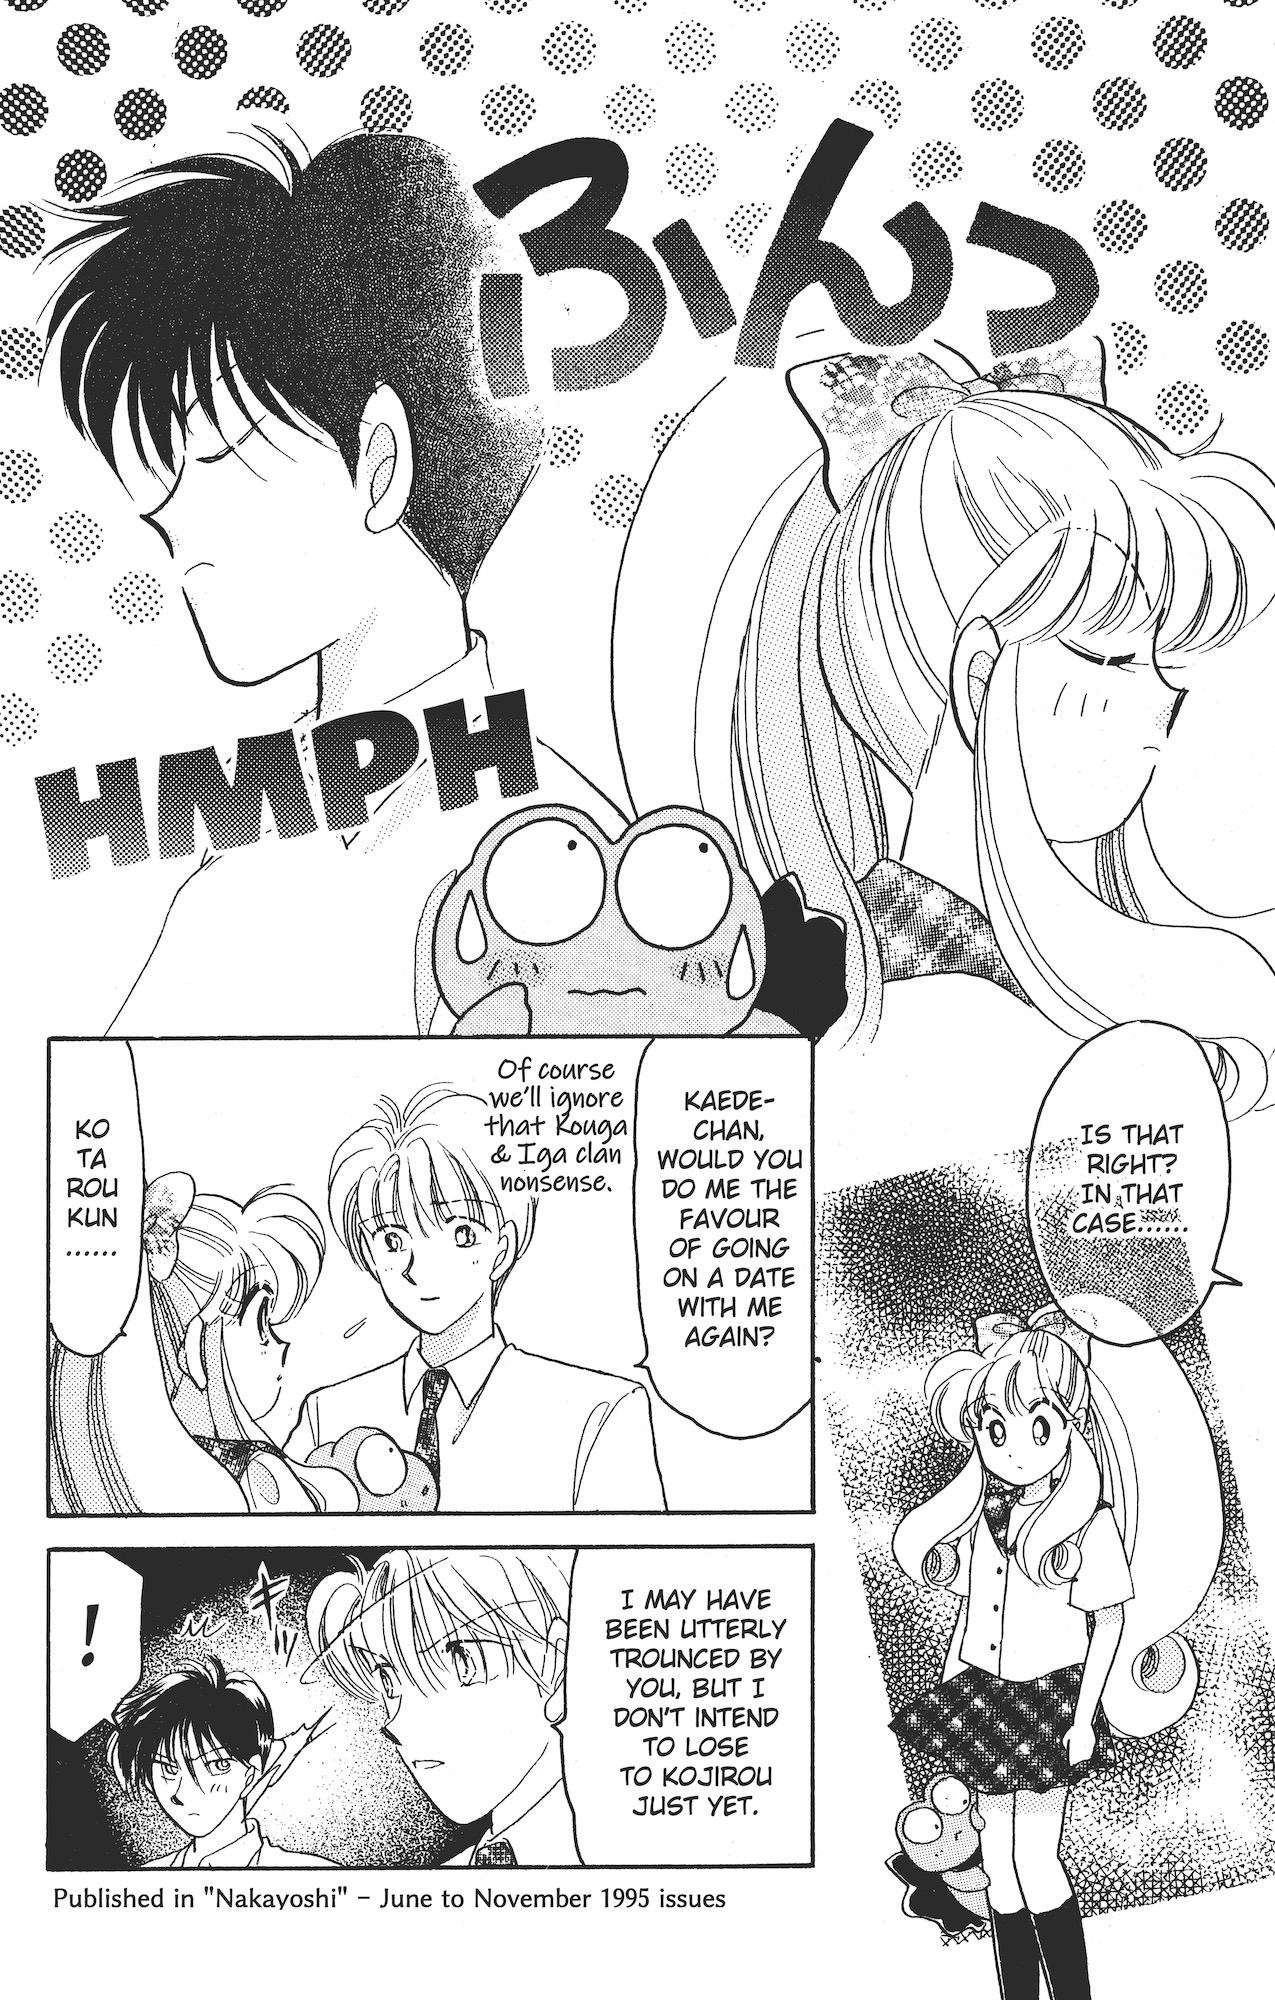 ふんっ
HMPH
IS THAT
RIGHT?
IN THAT
CASE......
KAEDE-
CHAN,
WOULD YOU
DO ME THE
FAVOUR
OF GOING
ON A DATE
WITH ME
AGAIN?
Of course
we'll ignore
that Kouga
& Iga clan
nonsense.
KO
TA
ROU
KUN
......
I MAY HAVE
BEEN UTTERLY
TROUNCED BY
YOU, BUT I
DON'T INTEND
TO LOSE
TO KOJIROU
JUST YET.
キッ
!
Published in "Nakayoshi" – June to November 1995 issues